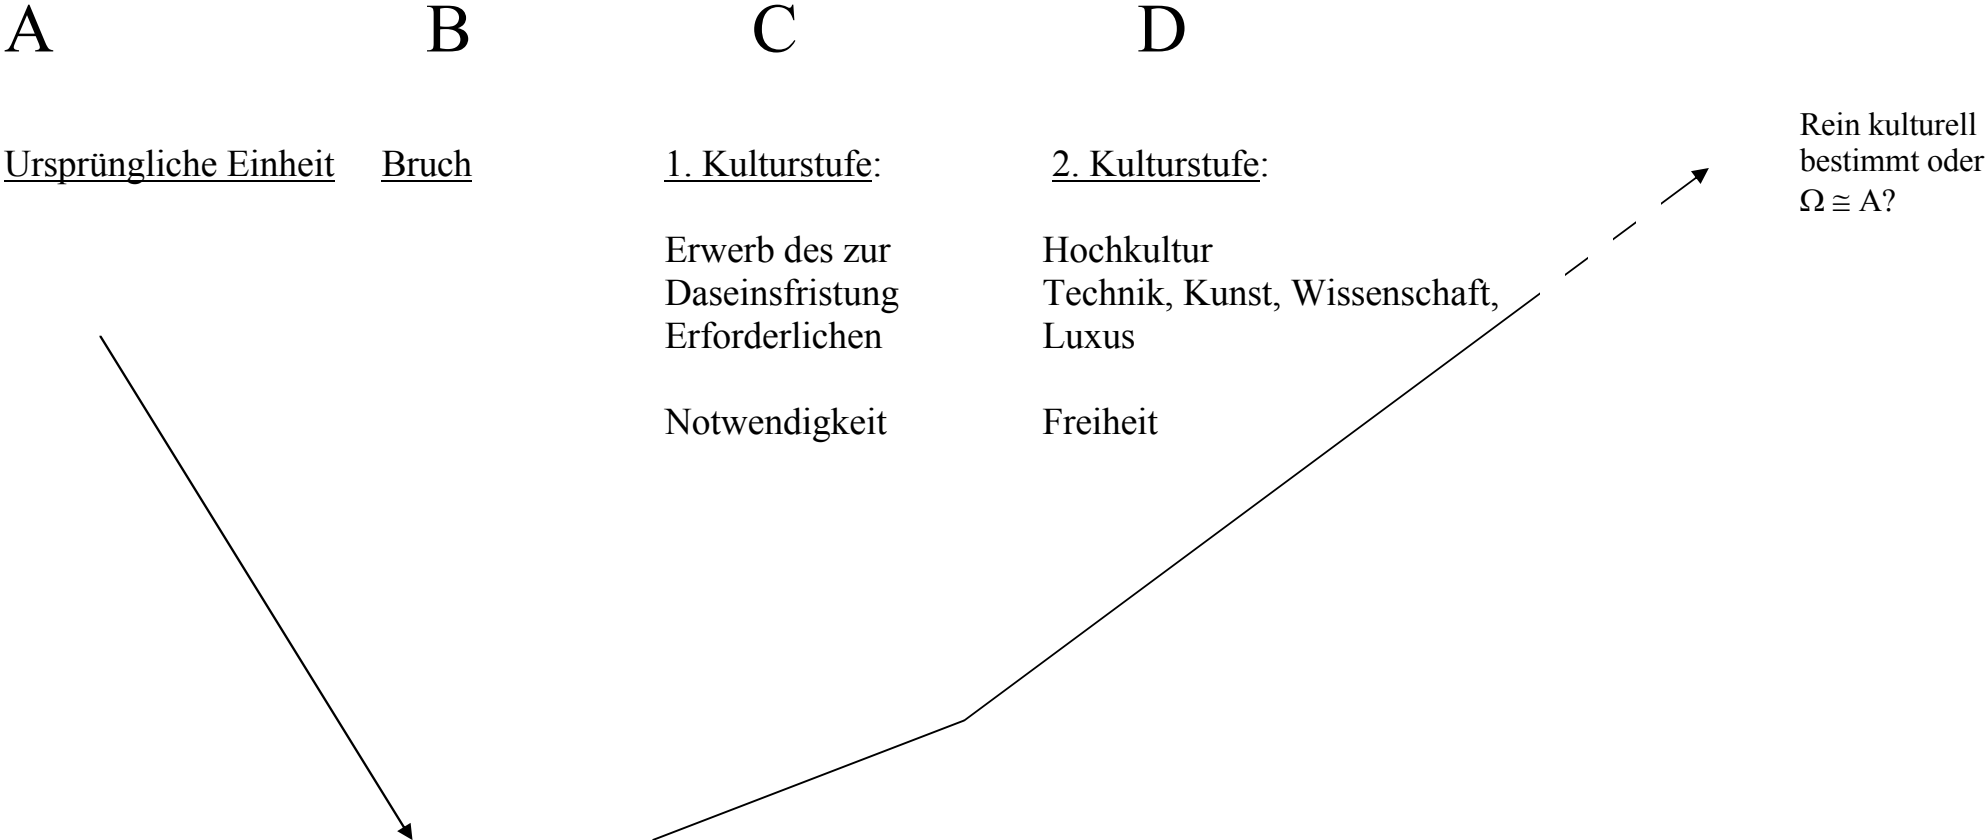 A B C D
Ursprüngliche Einheit Bruch 1. Kulturstufe: 2. Kulturstufe:
Erwerb des zur
Daseinsfristung
Erforderlichen
Notwendigkeit
Hochkultur
Technik, Kunst, Wissenschaft,
Luxus
Freiheit
Rein kulturell
bestimmt oder
Ω ≅ A?